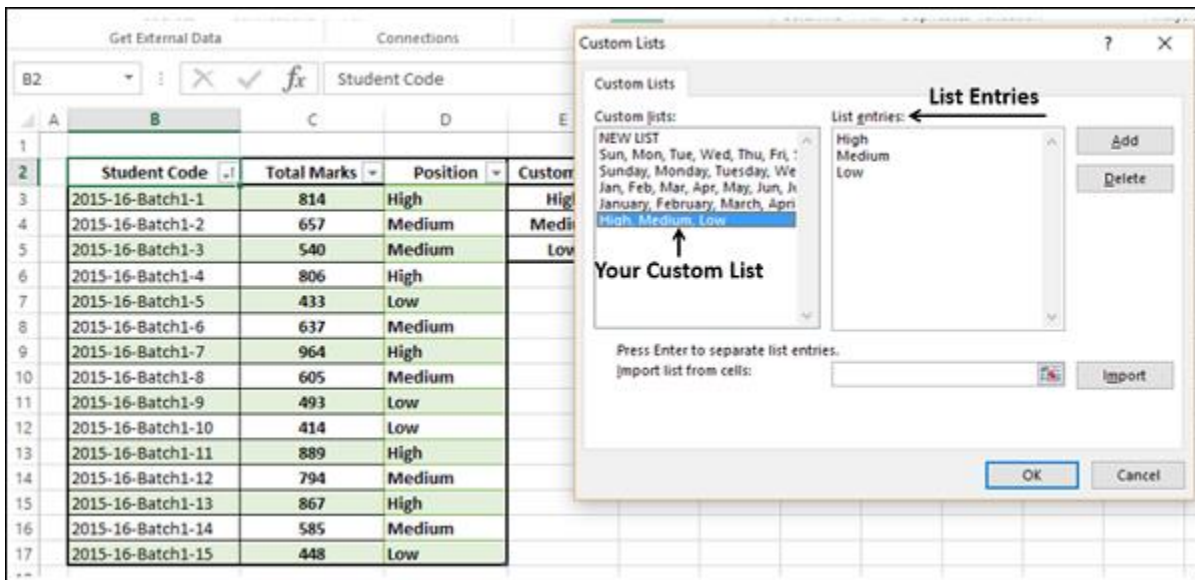 Get External Data
Connections
B2
fx
Student Code
A B C D E
1
2 Student Code Total Marks Position Custom
3 2015-16-Batch1-1 814 High
4 2015-16-Batch1-2 657 Medium
5 2015-16-Batch1-3 540 Medium
6 2015-16-Batch1-4 806 High
7 2015-16-Batch1-5 433 Low
8 2015-16-Batch1-6 637 Medium
9 2015-16-Batch1-7 964 High
10 2015-16-Batch1-8 605 Medium
11 2015-16-Batch1-9 493 Low
12 2015-16-Batch1-10 414 Low
13 2015-16-Batch1-11 889 High
14 2015-16-Batch1-12 794 Medium
15 2015-16-Batch1-13 867 High
16 2015-16-Batch1-14 585 Medium
17 2015-16-Batch1-15 448 Low
Custom Lists ?
Custom Lists
List Entries
Custom lists:
NEW LIST
Sun, Mon, Tue, Wed, Thu, Fri,
Sunday, Monday, Tuesday, We
Jan, Feb, Mar, Apr, May, Jun,
January, February, March, Apri
High, Medium, Low
Your Custom List
List entries:
High
Medium
Low
Add
Delete
Press Enter to separate list entries.
Import list from cells:
Import
OK
Cancel